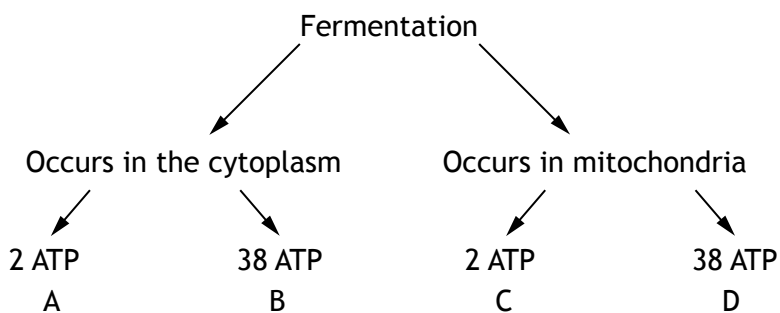 Fermentation
Occurs in the cytoplasm Occurs in mitochondria
2 ATP 38 ATP 2 ATP 38 ATP
A B C D